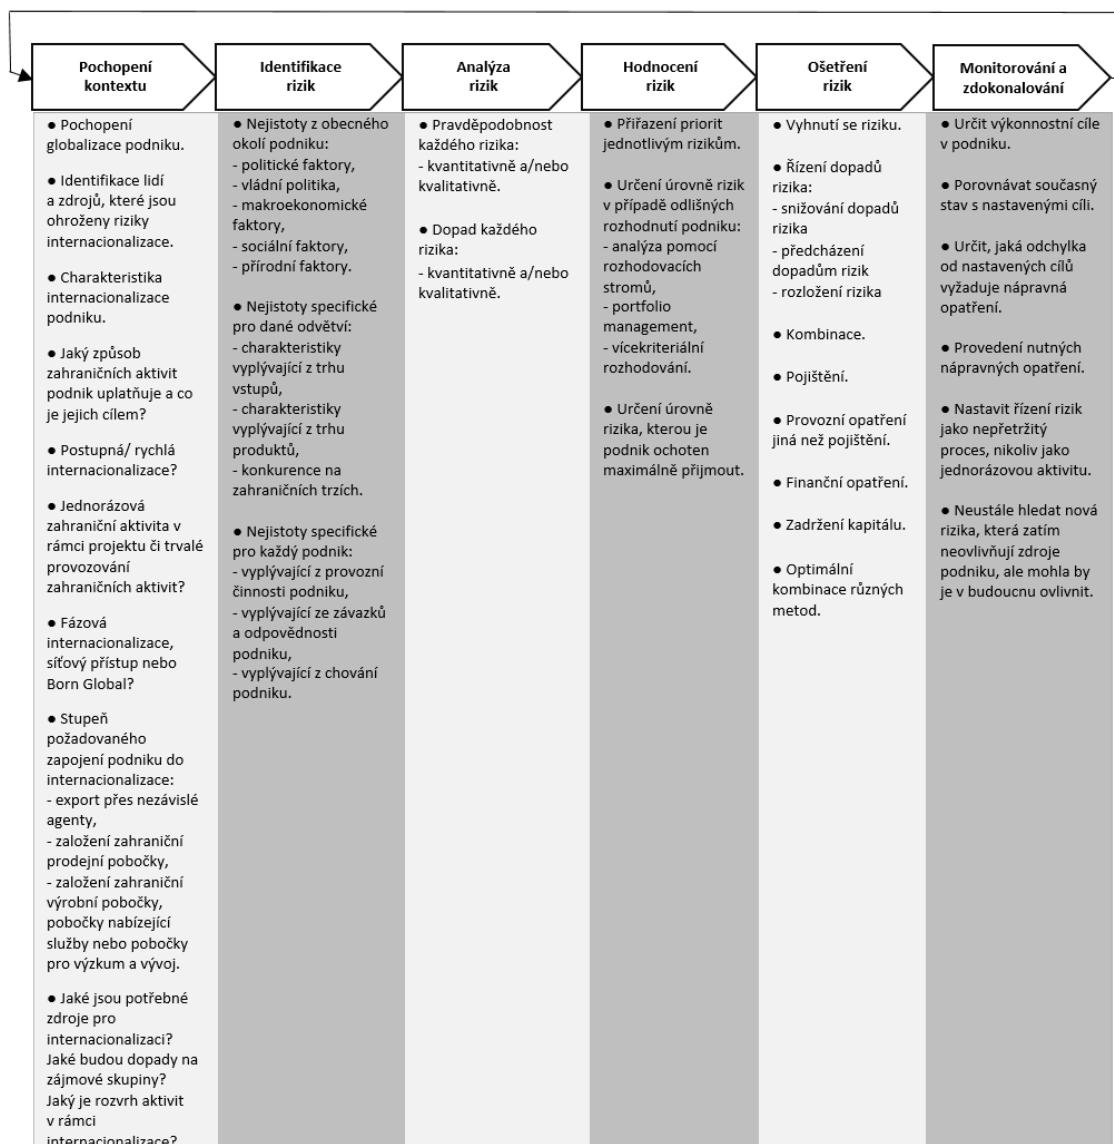 Pochopení
kontextu
Identifikace
rizik
Analýza
rizik
Hodnocení
rizik
Ošetření
rizik
Monitorování a
zdokonalování
● Pochopení
globalizace podniku.
● Identifikace lidí
a zdrojů, které jsou
ohroženy riziky
internacionalizace.
● Charakteristika
internacionalizace
podniku.
● Jaký způsob
zahraničních aktivit
podnik uplatňuje a co
je jejich cílem?
● Postupná/ rychlá
internacionalizace?
● Jednorázová
zahraniční aktivita v
rámci projektu či trvalé
provozování
zahraničních aktivit?
● Fázová
internacionalizace,
síťový přístup nebo
Born Global?
● Stupeň
požadovaného
zapojení podniku do
internacionalizace:
- export přes nezávislé
agenty,
- založení zahraniční
prodejní pobočky,
- založení zahraniční
výrobní pobočky,
pobočky nabízející
služby nebo pobočky
pro výzkum a vývoj.
● Jaké jsou potřebné
zdroje pro
internacionalizaci?
Jaké budou dopady na
zájmové skupiny?
Jaký je rozvrh aktivit
v rámci
internacionalizace?
● Nejistoty z obecného
okolí podniku:
- politické faktory,
- vládní politika,
- makroekonomické
faktory,
- sociální faktory,
- přírodní faktory.
● Nejistoty specifické
pro dané odvětví:
- charakteristiky
vyplývající z trhu
vstupů,
- charakteristiky
vyplývající z trhu
produktů,
- konkurence na
zahraničních trzích.
● Nejistoty specifické
pro každý podnik:
- vyplývající z provozní
činnosti podniku,
- vyplývající ze závazků
a odpovědnosti
podniku,
- vyplývající z chování
podniku.
● Pravděpodobnost
každého rizika:
- kvantitativně a/nebo
kvalitativně.
● Dopad každého
rizika:
- kvantitativně a/nebo
kvalitativně.
● Přiřazení priorit
jednotlivým rizikům.
● Určení úrovně rizik
v případě odlišných
rozhodnutí podniku:
- analýza pomocí
rozhodovacích
stromů,
- portfolio
management,
- vícekriteriální
rozhodování.
● Určení úrovně
rizika, kterou je
podnik ochoten
maximálně přijmout.
● Vyhnutí se riziku.
● Řízení dopadů
rizika:
- snižování dopadů
rizika
- předcházení
dopadům rizik
- rozložení rizika
● Kombinace.
● Pojištění.
● Provozní opatření
jiná než pojištění.
● Finanční opatření.
● Zadržení kapitálu.
● Optimální
kombinace různých
metod.
● Určit výkonnostní cíle
v podniku.
● Porovnávat současný
stav s nastavenými cíli.
● Určit, jaká odchylka
od nastavených cílů
vyžaduje nápravná
opatření.
● Provedení nutných
nápravných opatření.
● Nastavit řízení rizik
jako nepřetržitý
proces, nikoliv jako
jednorázovou aktivitu.
● Neustále hledat nová
rizika, která zatím
neovlivňují zdroje
podniku, ale mohla by
je v budoucnu ovlivnit.